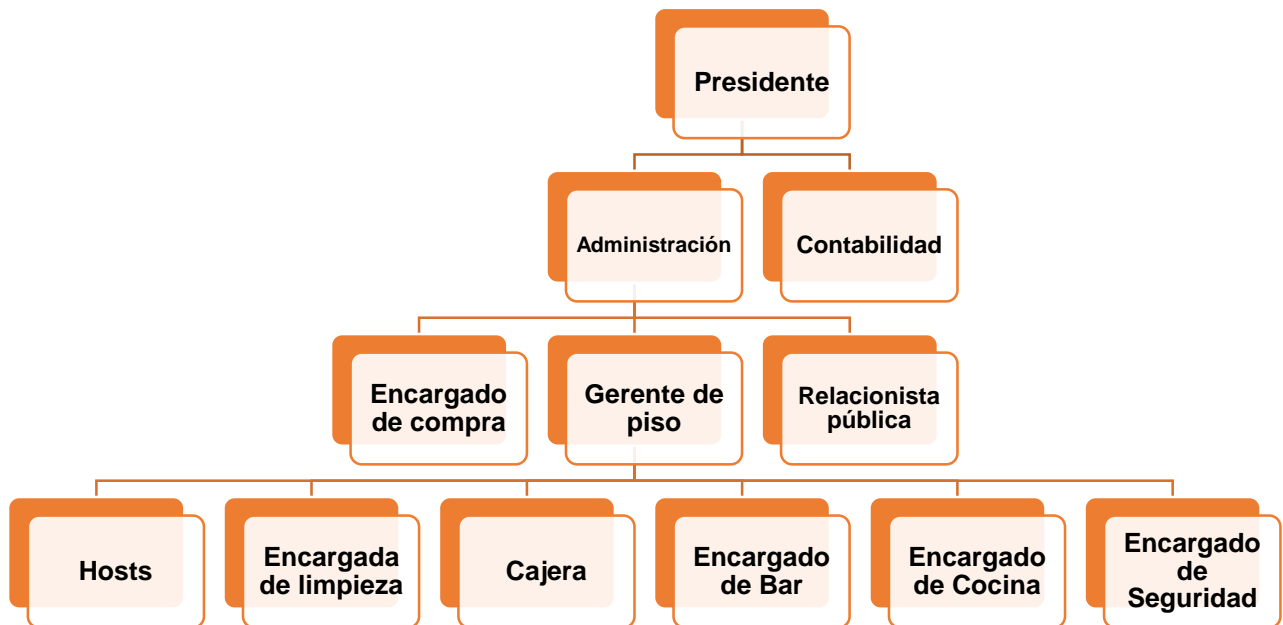 Presidente
Administración
Contabilidad
Encargado
de compra
Gerente de
piso
Relacionista
pública
Hosts
Encargada
de limpieza
Cajera
Encargado
de Bar
Encargado
de Cocina
Encargado
de
Seguridad